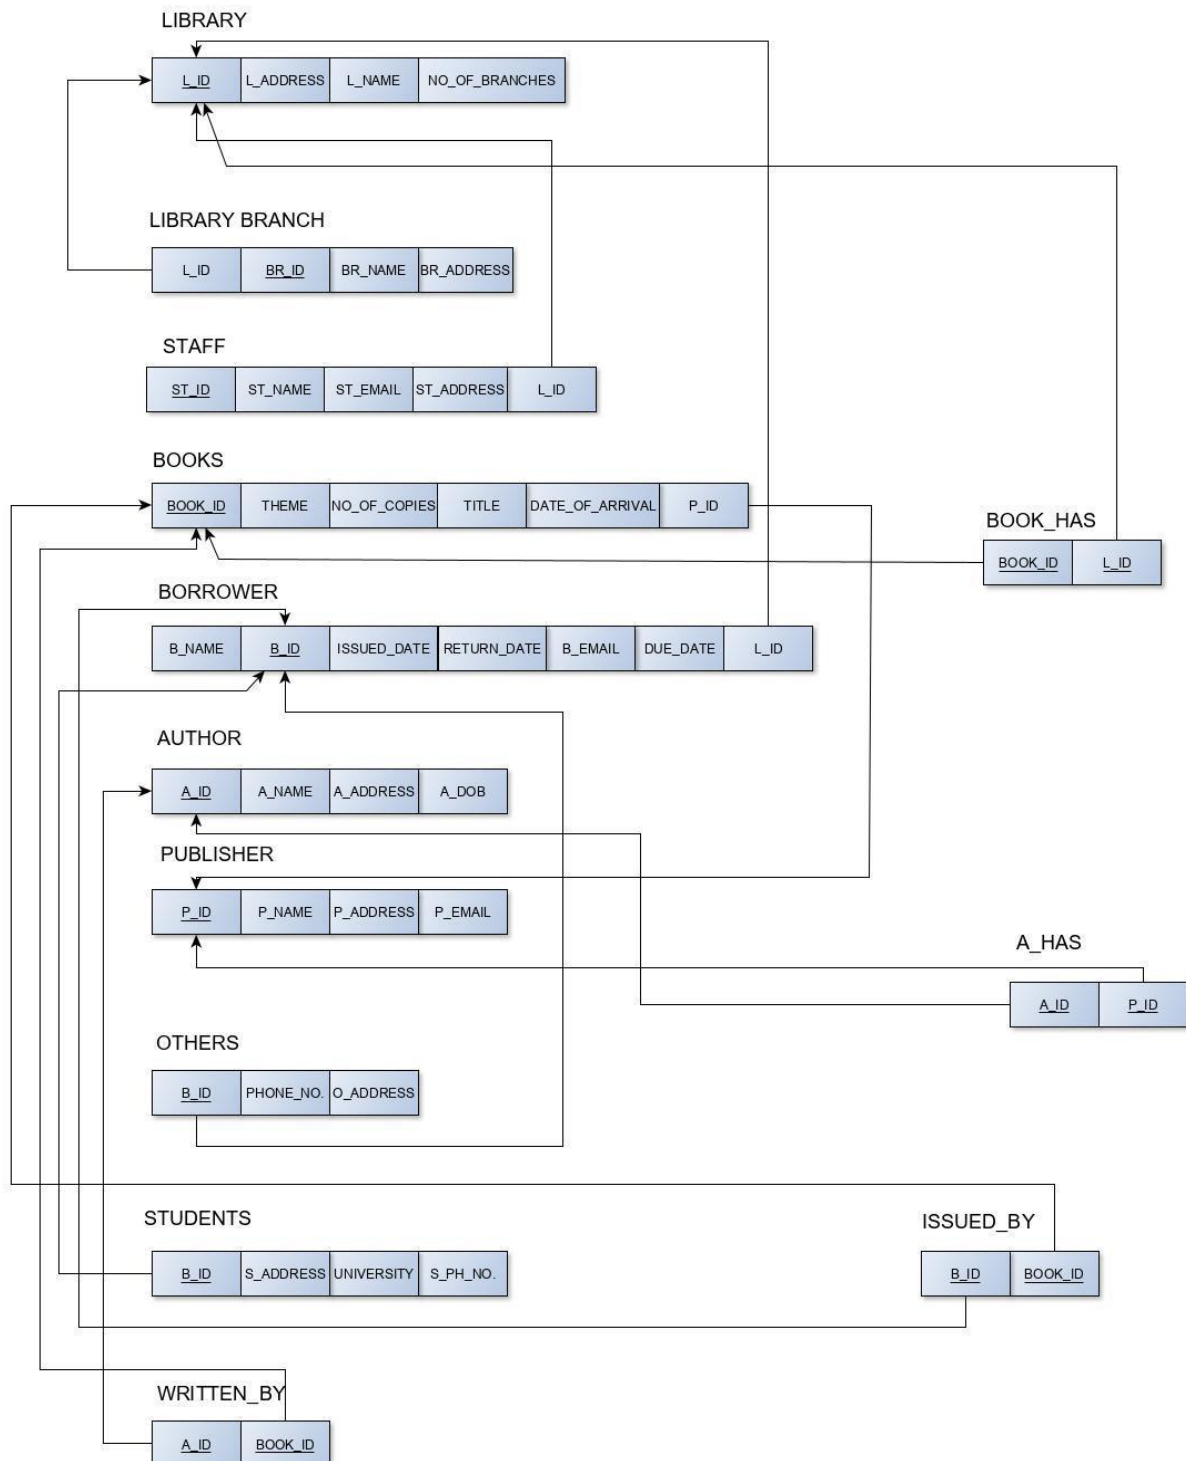 LIBRARY
L_ID L_ADDRESS L_NAME NO_OF_BRANCHES
LIBRARY BRANCH
L_ID BR_ID BR_NAME BR_ADDRESS
STAFF
ST_ID ST_NAME ST_EMAIL ST_ADDRESS L_ID
BOOKS
BOOK_ID THEME NO_OF_COPIES TITLE DATE_OF_ARRIVAL P_ID
BOOK_HAS
BOOK_ID L_ID
BORROWER
B_NAME B_ID ISSUED_DATE RETURN_DATE B_EMAIL DUE_DATE L_ID
AUTHOR
A_ID A_NAME A_ADDRESS A_DOB
PUBLISHER
P_ID P_NAME P_ADDRESS P_EMAIL
A_HAS
A_ID P_ID
OTHERS
B_ID PHONE_NO. O_ADDRESS
STUDENTS
B_ID S_ADDRESS UNIVERSITY S_PH_NO.
ISSUED_BY
B_ID BOOK_ID
WRITTEN_BY
A_ID BOOK_ID